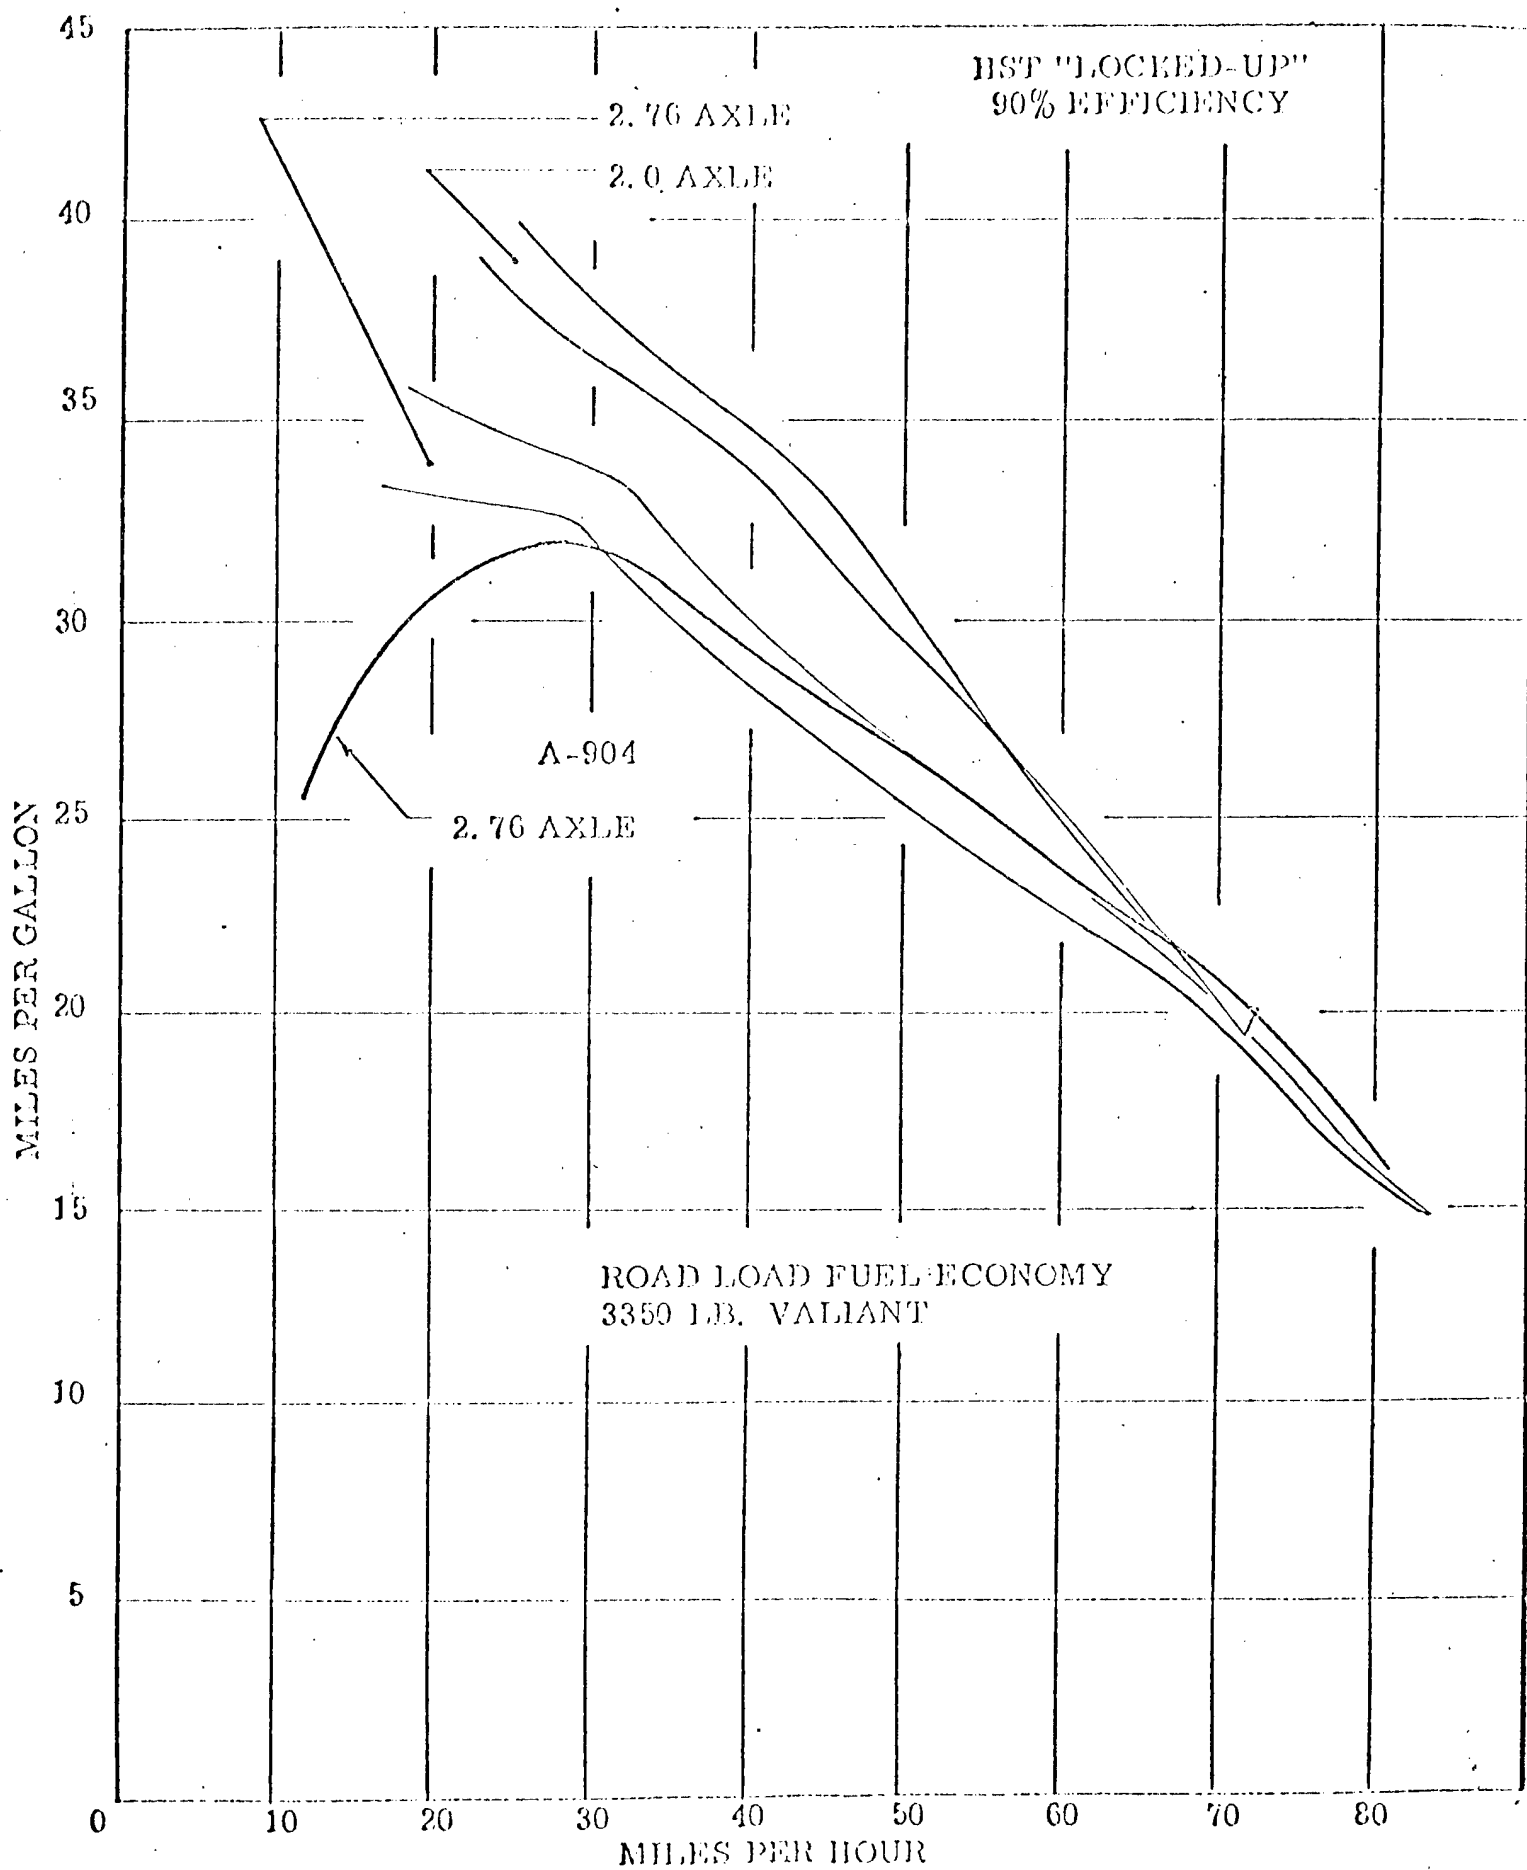 45
HST "LOCKED-UP"
90% EFFICIENCY
2.76 AXLE
2.0 AXLE
40
35
30
A-904
25
2.76 AXLE
MILES PER GALLON
20
15
ROAD LOAD FUEL ECONOMY
3350 LB. VALIANT
10
5
0 10 20 30 40 50 60 70 80
MILES PER HOUR